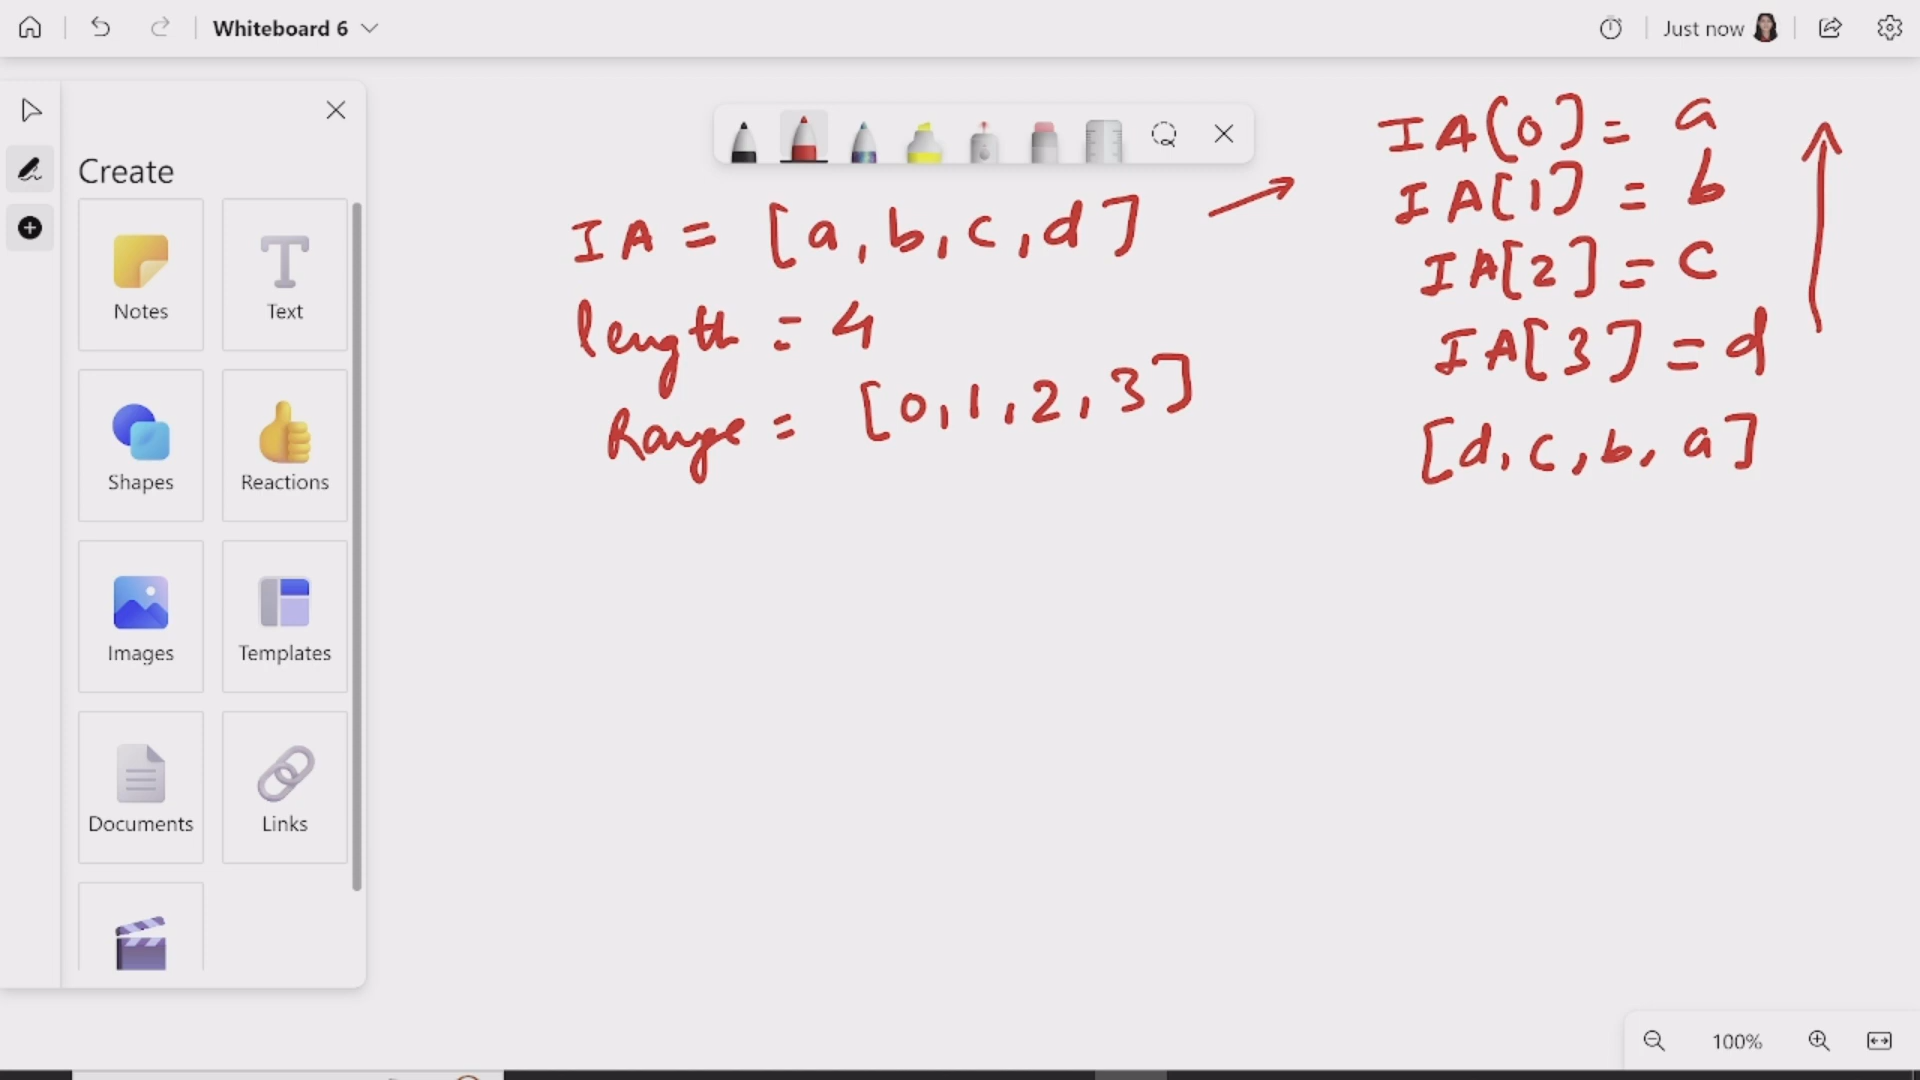 Whiteboard 6
Just now
Create
Notes
Text
Shapes
Reactions
Images
Templates
Documents
Links
IA = [a, b, c, d]
length = 4
Range = [0, 1, 2, 3]
IA[0] = a
IA[1] = b
IA[2] = c
IA[3] = d
[d, c, b, a]
100%